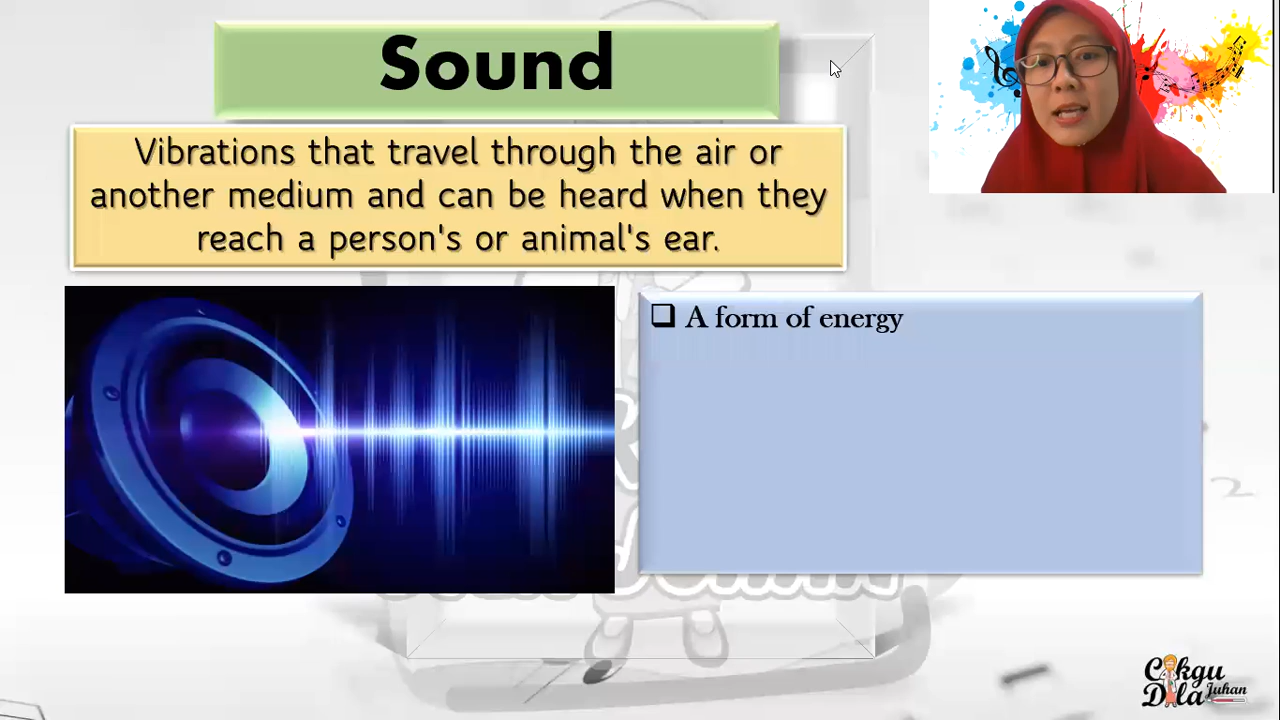 Sound
Vibrations that travel through the air or
another medium and can be heard when they
reach a person's or animal's ear.
❑ A form of energy
Cikgu
Dila Juhan